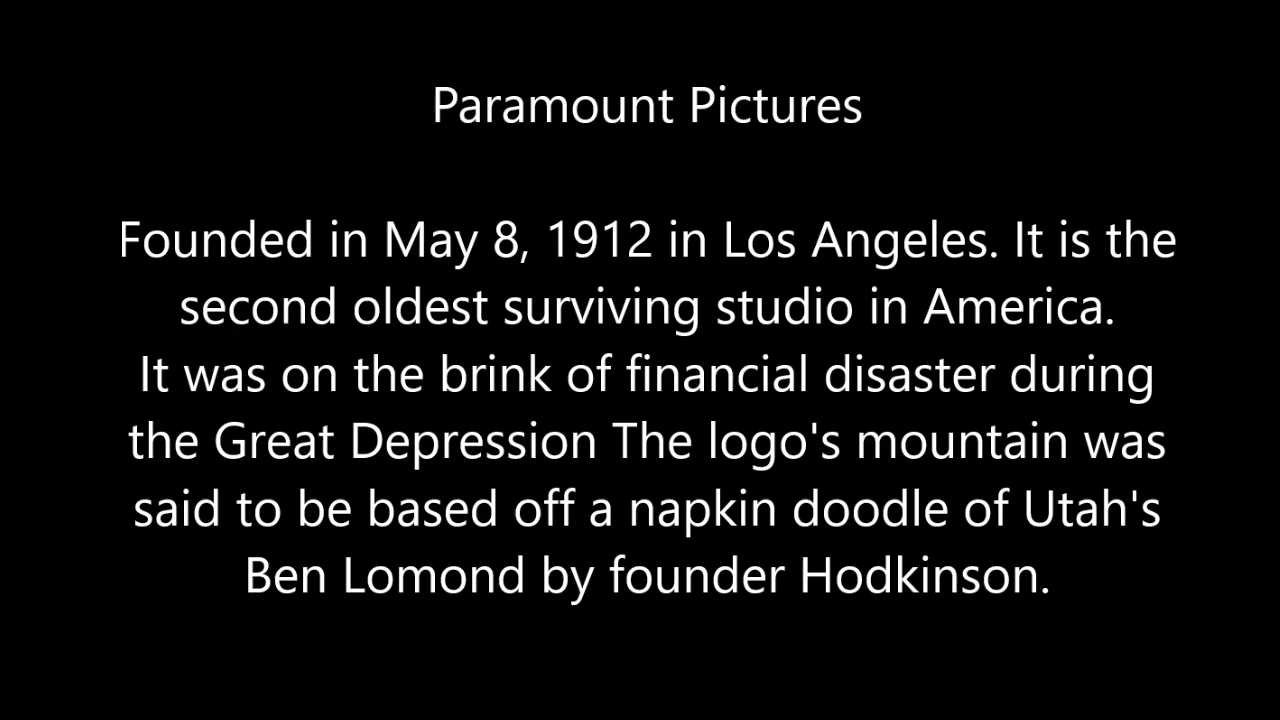 Paramount Pictures
Founded in May 8, 1912 in Los Angeles. It is the
second oldest surviving studio in America.
It was on the brink of financial disaster during
the Great Depression The logo's mountain was
said to be based off a napkin doodle of Utah's
Ben Lomond by founder Hodkinson.